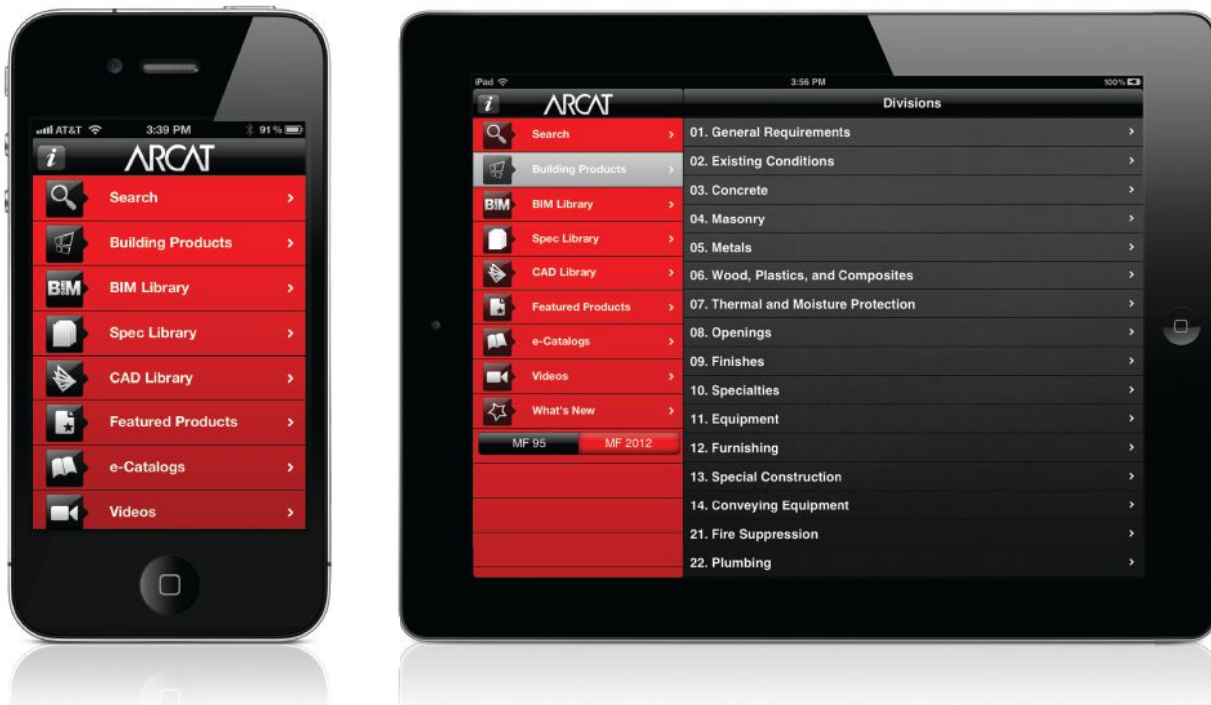 AT&T 3:39 PM 91%
i ARCAT
Search
Building Products
BIM
BIM Library
Spec Library
CAD Library
Featured Products
e-Catalogs
Videos
iPad 3:56 PM 100%
i ARCAT Divisions
Search
Building Products
BIM
BIM Library
Spec Library
CAD Library
Featured Products
e-Catalogs
Videos
What's New
MF 95 MF 2012
01. General Requirements
02. Existing Conditions
03. Concrete
04. Masonry
05. Metals
06. Wood, Plastics, and Composites
07. Thermal and Moisture Protection
08. Openings
09. Finishes
10. Specialties
11. Equipment
12. Furnishing
13. Special Construction
14. Conveying Equipment
21. Fire Suppression
22. Plumbing